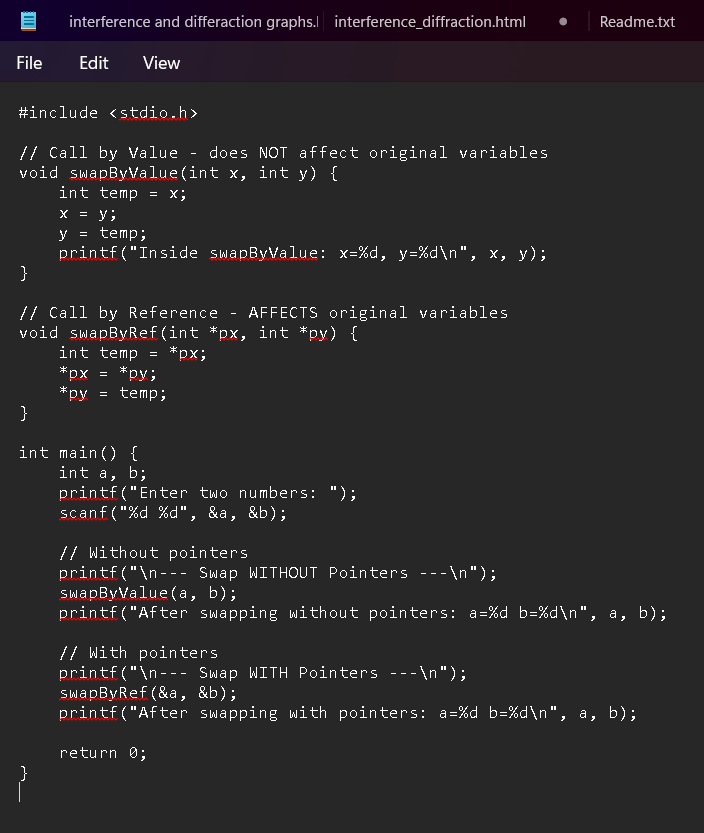 interference and differaction graphs.l interference_diffraction.html Readme.txt
File Edit View
#include <stdio.h>
// Call by Value - does NOT affect original variables
void swapByValue(int x, int y) {
    int temp = x;
    x = y;
    y = temp;
    printf("Inside swapByValue: x=%d, y=%d\n", x, y);
}
// Call by Reference - AFFECTS original variables
void swapByRef(int *px, int *py) {
    int temp = *px;
    *px = *py;
    *py = temp;
}
int main() {
    int a, b;
    printf("Enter two numbers: ");
    scanf("%d %d", &a, &b);
    // Without pointers
    printf("\n--- Swap WITHOUT Pointers ---\n");
    swapByValue(a, b);
    printf("After swapping without pointers: a=%d b=%d\n", a, b);
    // With pointers
    printf("\n--- Swap WITH Pointers ---\n");
    swapByRef(&a, &b);
    printf("After swapping with pointers: a=%d b=%d\n", a, b);
    return 0;
}